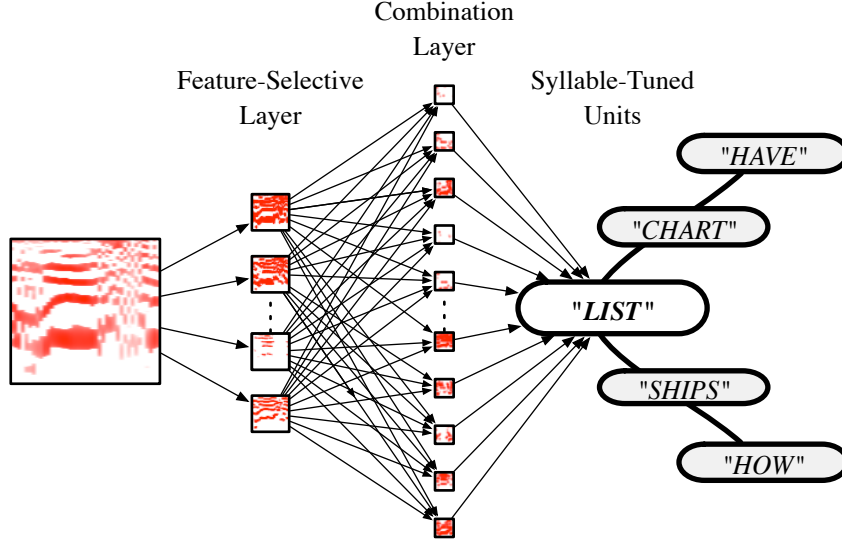 Combination
Layer
Feature-Selective
Layer
Syllable-Tuned
Units
"HAVE"
"CHART"
"LIST"
"SHIPS"
"HOW"